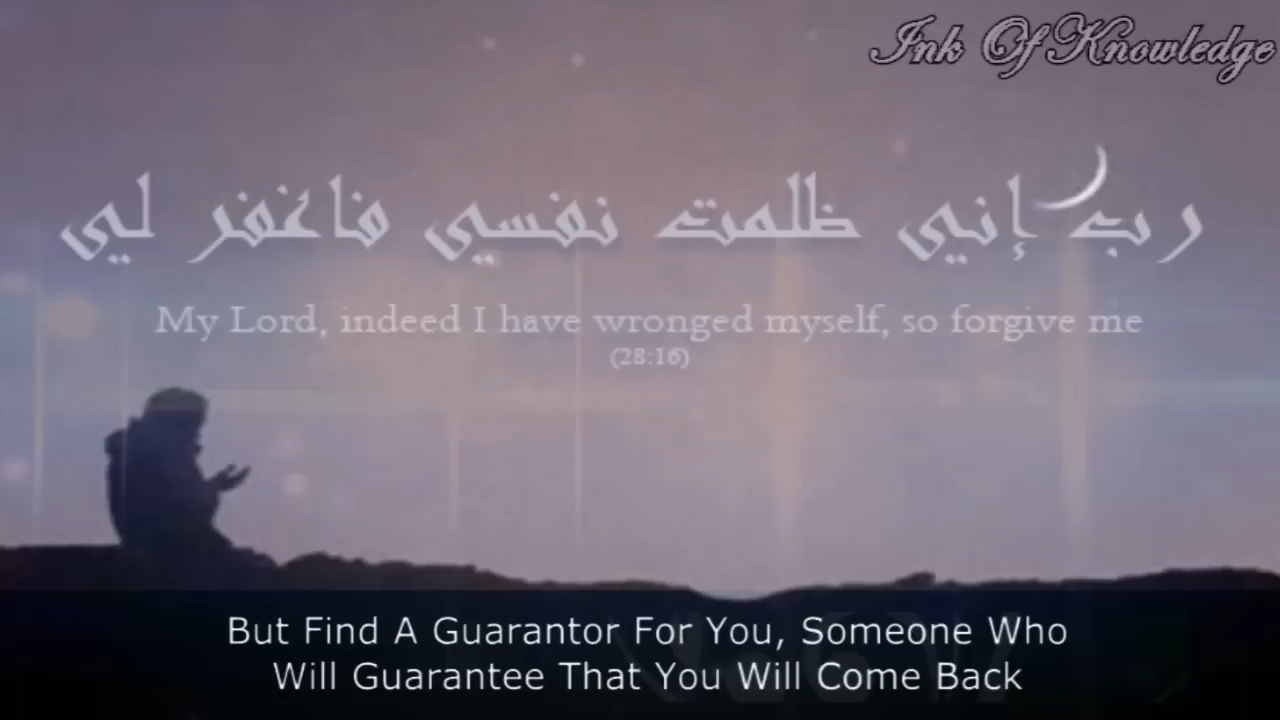 Ink Of Knowledge
رب إني ظلمت نفسي فاغفر لي
My Lord, indeed I have wronged myself, so forgive me
(28:16)
But Find A Guarantor For You, Someone Who
Will Guarantee That You Will Come Back